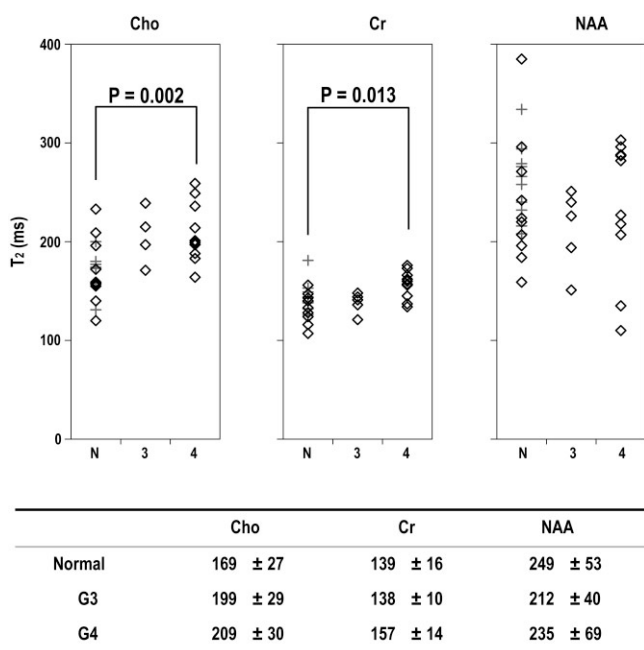 Cho Cr NAA
400
P = 0.002 P = 0.013
300
T2 (ms)
200
100
0
N 3 4 N 3 4 N 3 4
Cho Cr NAA
Normal 169 ± 27 139 ± 16 249 ± 53
G3 199 ± 29 138 ± 10 212 ± 40
G4 209 ± 30 157 ± 14 235 ± 69